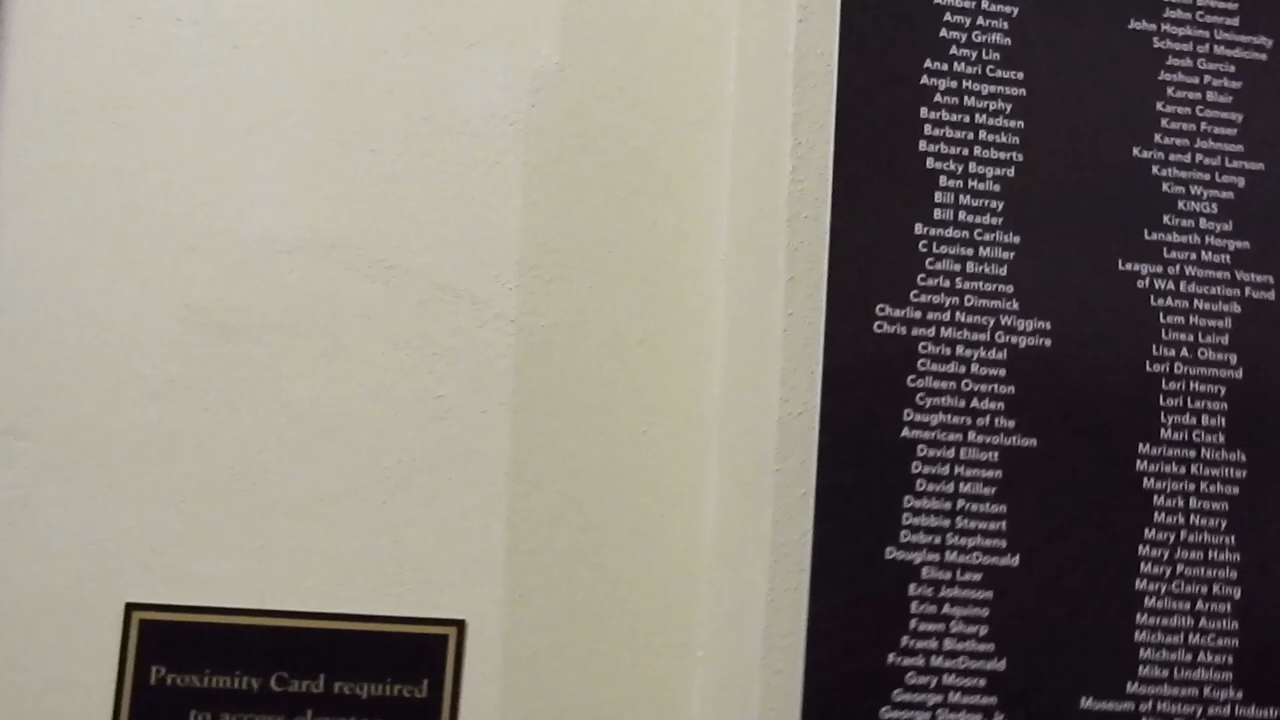 Proximity Card required
to access
Amber Raney
Amy Arnis
Amy Griffin
Amy Lin
Ana Mari Cauce
Angie Hogenson
Ann Murphy
Barbara Madsen
Barbara Reskin
Barbara Roberts
Becky Bogard
Ben Helle
Bill Murray
Bill Reader
Brandon Carlisle
C Louise Miller
Callie Birklid
Carla Santorno
Carolyn Dimmick
Charlie and Nancy Wiggins
Chris and Michael Gregoire
Chris Reykdal
Claudia Rowe
Colleen Overton
Cynthia Aden
Daughters of the
American Revolution
David Elliott
David Hansen
David Miller
Debbie Preston
Debbie Stewart
Debra Stephens
Douglas MacDonald
Elisa Law
Eric Johnson
Erin Aquino
Fawn Sharp
Frank Blethen
Frank MacDonald
Gary Moore
George Masten
George
Brewer
John Conrad
John Hopkins University
School of Medicine
Josh Garcia
Joshua Parker
Karen Blair
Karen Conway
Karen Fraser
Karen Johnson
Karin and Paul Larson
Katherine Long
Kim Wyman
KING5
Kiran Boyal
Lanabeth Horgen
Laura Mott
League of Women Voters
of WA Education Fund
LeAnn Neuleib
Lem Howell
Linea Laird
Lisa A. Oberg
Lori Drummond
Lori Henry
Lori Larson
Lynda Belt
Mari Clack
Marianne Nichols
Marieka Klawitter
Marjorie Kehoe
Mark Brown
Mark Neary
Mary Fairhurst
Mary Jean Hahn
Mary Pontarolo
Mary-Claire King
Melissa Arnot
Meredith Austin
Michael McCann
Michelle Akers
Mike Lindblom
Moonbeam Kupka
Museum of History and